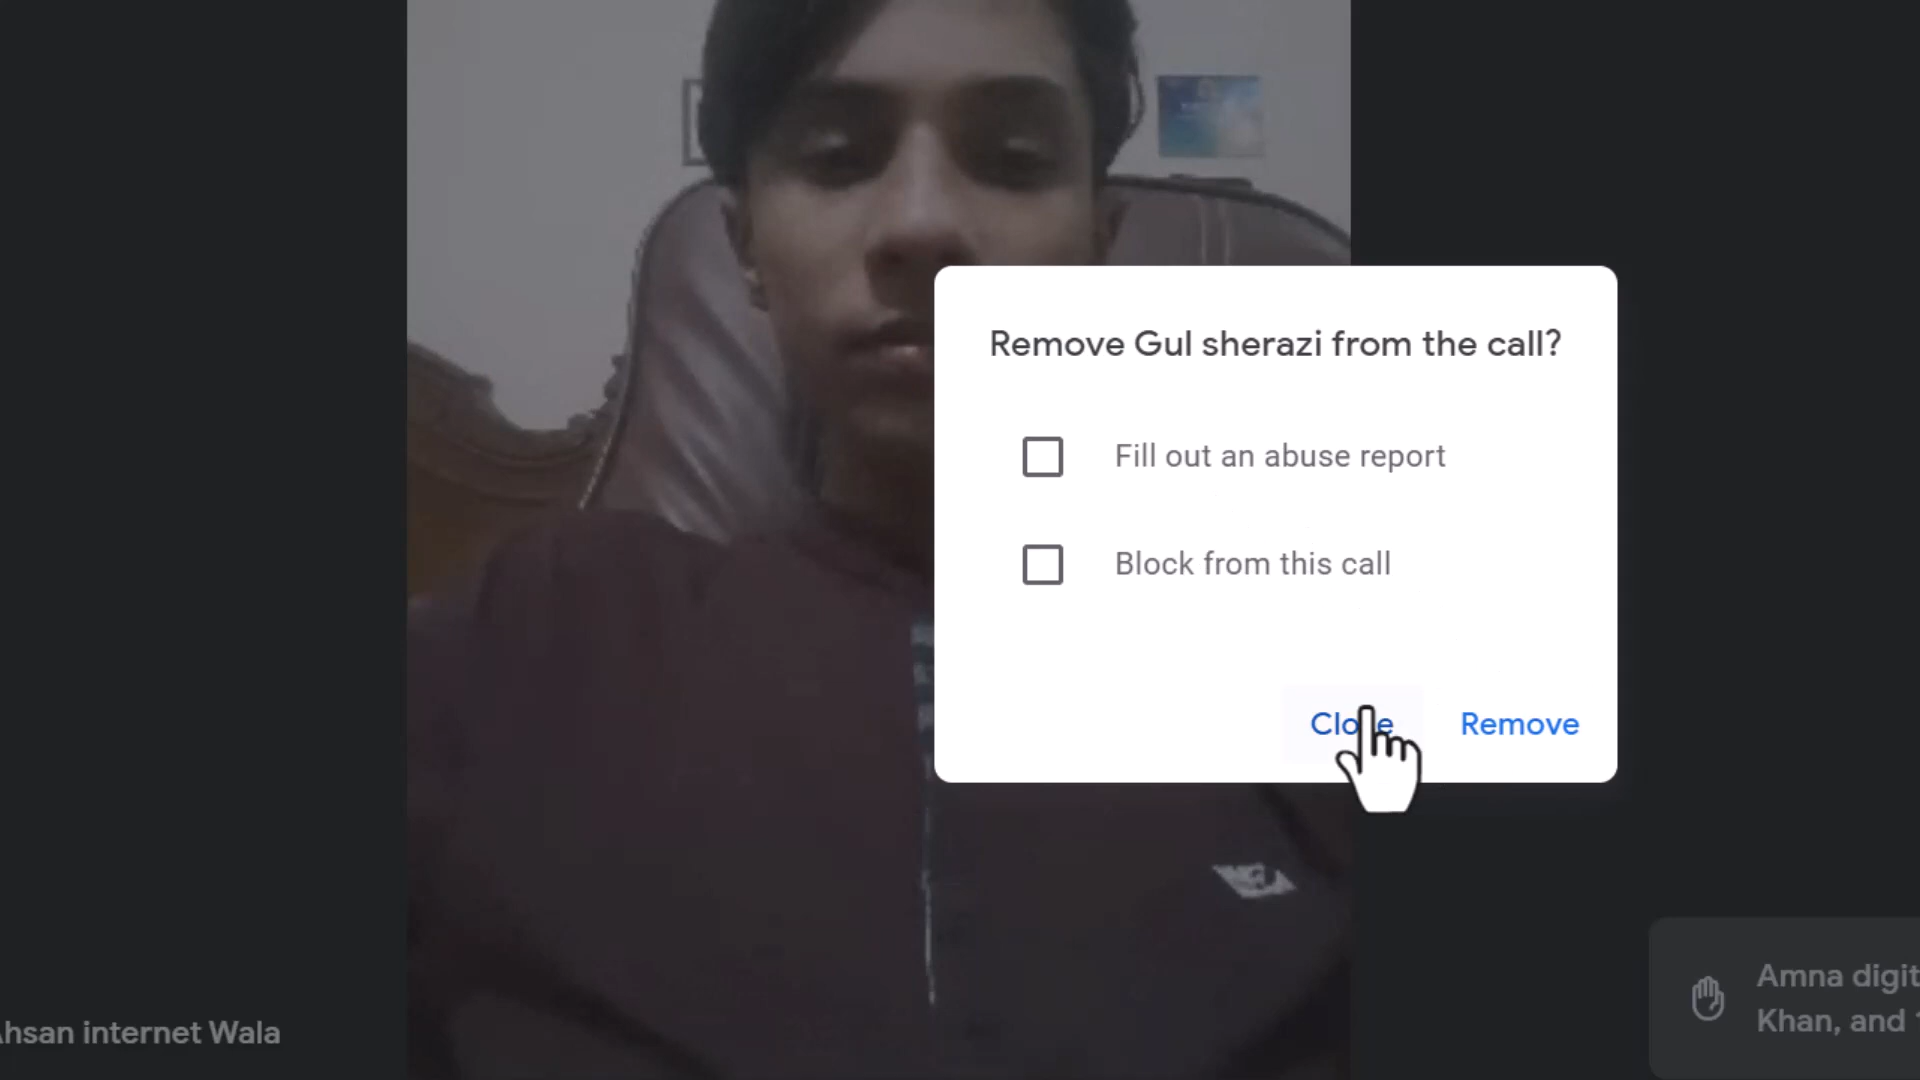 Remove Gul sherazi from the call?
Fill out an abuse report
Block from this call
Close Remove
Amna digit
Khan, and
hsan internet Wala